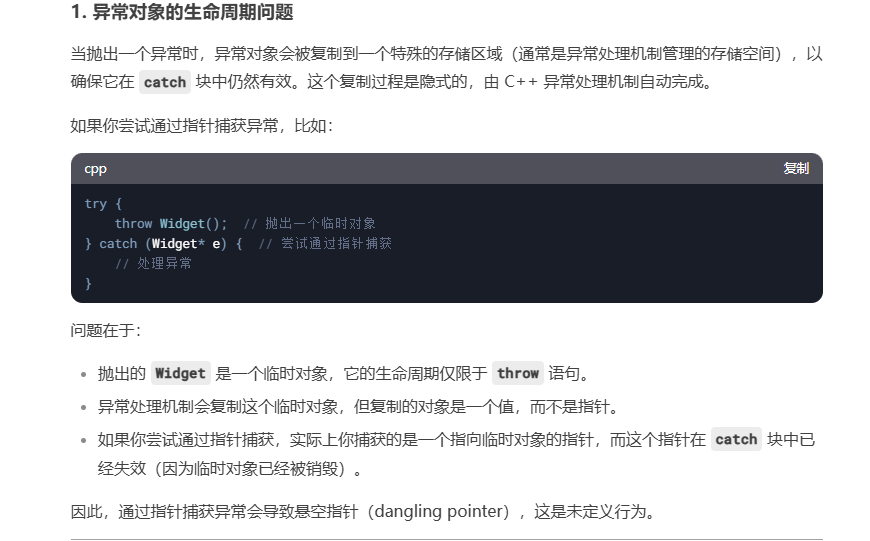 1. 异常对象的生命周期问题
当抛出一个异常时，异常对象会被复制到一个特殊的存储区域（通常是异常处理机制管理的存储空间），以
确保它在 catch 块中仍然有效。这个复制过程是隐式的，由 C++ 异常处理机制自动完成。
如果你尝试通过指针捕获异常，比如：
cpp 复制
try {
    throw Widget();  // 抛出一个临时对象
} catch (Widget* e) {  // 尝试通过指针捕获
    // 处理异常
}
问题在于：
• 抛出的 Widget 是一个临时对象，它的生命周期仅限于 throw 语句。
• 异常处理机制会复制这个临时对象，但复制的对象是一个值，而不是指针。
• 如果你尝试通过指针捕获，实际上你捕获的是一个指向临时对象的指针，而这个指针在 catch 块中已
经失效（因为临时对象已经被销毁）。
因此，通过指针捕获异常会导致悬空指针（dangling pointer），这是未定义行为。